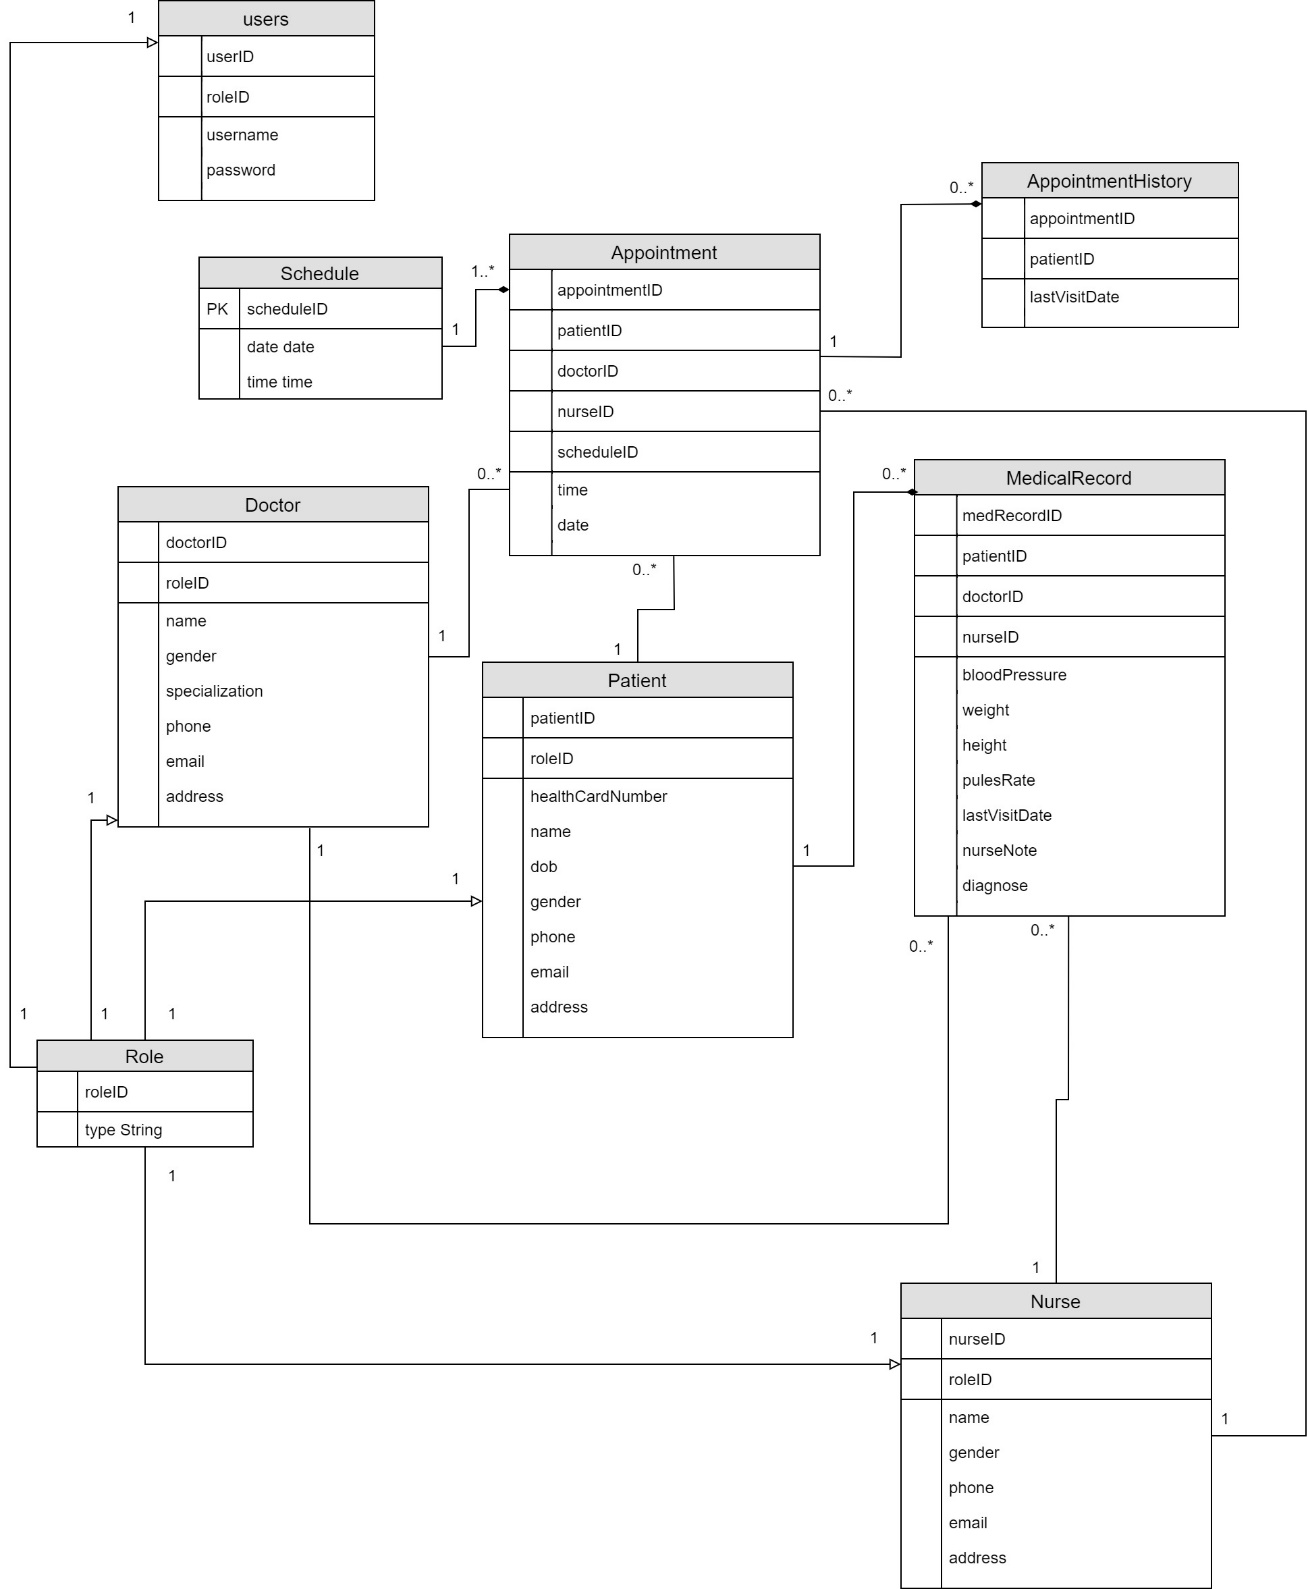 1
users
userID
roleID
username
password
0..*
AppointmentHistory
appointmentID
patientID
lastVisitDate
Schedule
PK scheduleID
date date
time time
1..*
1
Appointment
appointmentID
patientID
doctorID
nurseID
scheduleID
time
date
1
0..*
0..*
0..*
Doctor
doctorID
roleID
name
gender
specialization
phone
email
address
1
1
1
0..*
1
Patient
patientID
roleID
healthCardNumber
name
dob
gender
phone
email
address
1
1
0..*
MedicalRecord
medRecordID
patientID
doctorID
nurseID
bloodPressure
weight
height
pulesRate
lastVisitDate
nurseNote
diagnose
0..*
0..*
1
1
1
Role
roleID
type String
1
1
1
Nurse
nurseID
roleID
name
gender
phone
email
address
1